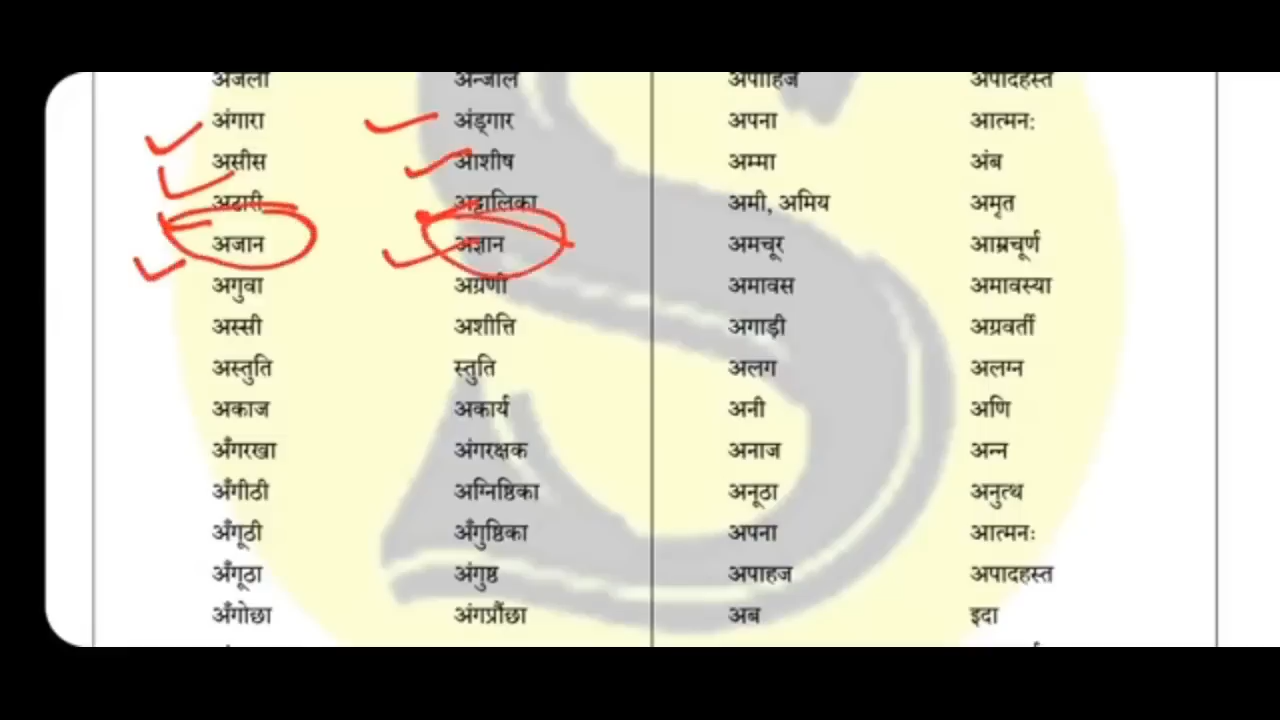 अंजली अन्जलि अपाहिज अपादहस्त
अंगारा अंड्गार अपना आत्मन:
असीस आशीष अम्मा अंब
अटारी अट्टालिका अमी, अमिय अमृत
अजान अज्ञान अमचूर आम्रचूर्ण
अगुवा अग्रणी अमावस अमावस्या
अस्सी अशीत्ति अगाड़ी अग्रवर्ती
अस्तुति स्तुति अलग अलग्न
अकाज अकार्य अनी अणि
अँगरखा अंगरक्षक अनाज अन्न
अँगीठी अग्निष्ठिका अनूठा अनुत्थ
अँगूठी अँगुष्ठिका अपना आत्मनः
अँगूठा अंगुष्ठ अपाहज अपादहस्त
अँगोछा अंगप्रौंछा अब इदा